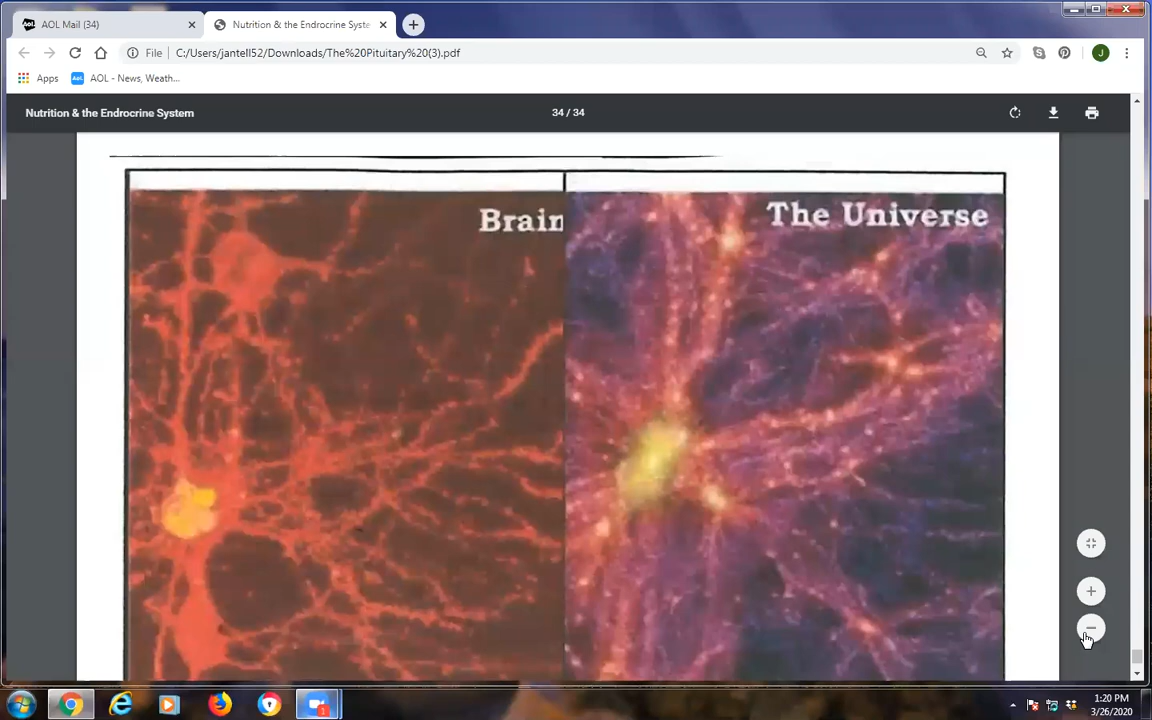 AOL Mail (34)
Nutrition & the Endocrine Syste
File
C:/Users/jantell52/Downloads/The%20Pituitary%20(3).pdf
J
Apps
AOL - News, Weath...
Nutrition & the Endocrine System
34 / 34
Brain
The Universe
1:20 PM
3/26/2020